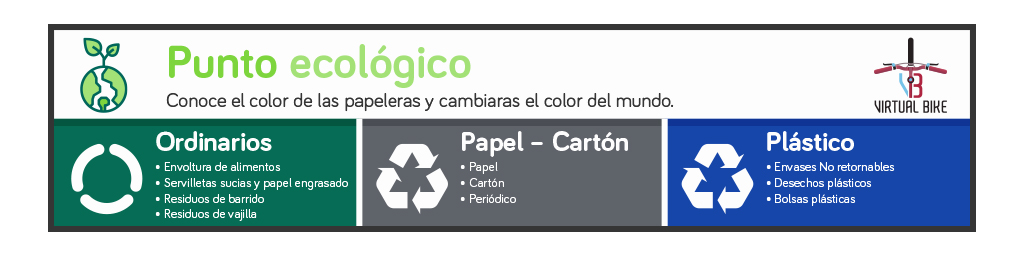 Punto ecológico
Conoce el color de las papeleras y cambiaras el color del mundo.
VIRTUAL BIKE
Ordinarios
• Envoltura de alimentos
• Servilletas sucias y papel engrasado
• Residuos de barrido
• Residuos de vajilla
Papel – Cartón
• Papel
• Cartón
• Periódico
Plástico
• Envases No retornables
• Desechos plásticos
• Bolsas plásticas